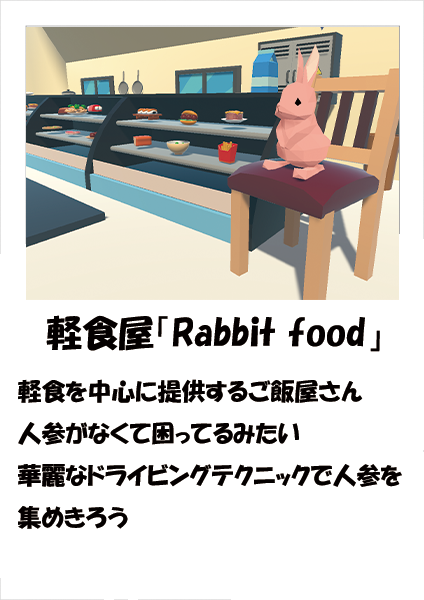 軽食屋「Rabbit food」
軽食を中心に提供するご飯屋さん
人参がなくて困ってるみたい
華麗なドライビングテクニックで人参を
集めきろう